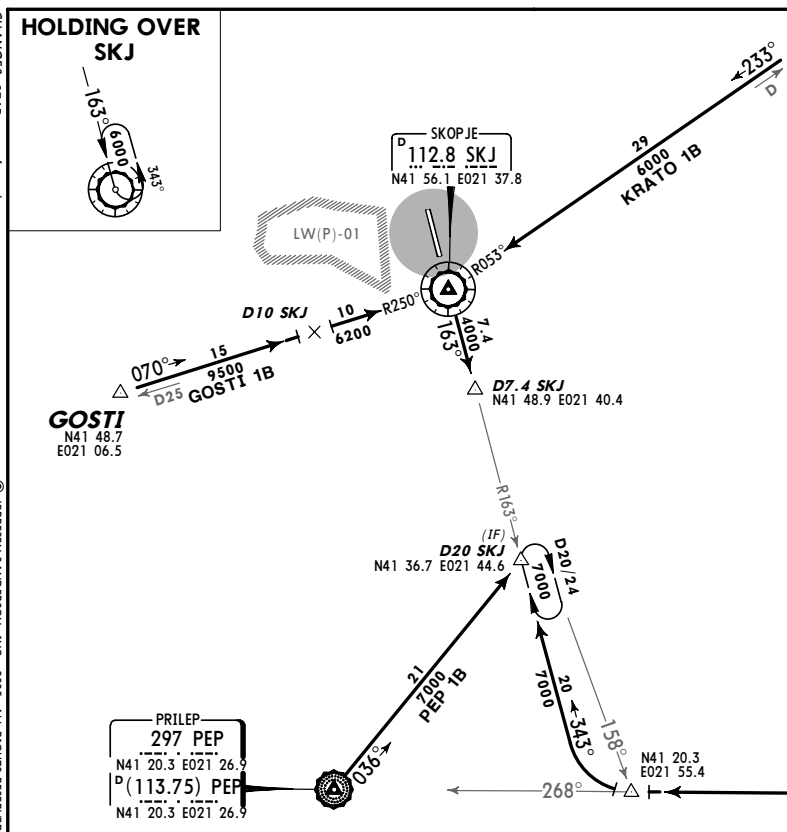 HOLDING OVER
SKJ
163°
6000
343°
233°
D
29
6000
KRATO 1B
SKOPJE
D 112.8 SKJ
N41 56.1 E021 37.8
LW(P)-01
R053°
R250°
D10 SKJ
10
6200
070°
15
9500
D25
GOSTI 1B
GOSTI
N41 48.7
E021 06.5
7.4
4000
163°
D7.4 SKJ
N41 48.9 E021 40.4
R163°
(IF)
D20 SKJ
N41 36.7 E021 44.6
D20/24
7000
21
7000
PEP 1B
036°
20
7000
343°
158°
PRILEP
297 PEP
N41 20.3 E021 26.9
D (113.75) PEP
N41 20.3 E021 26.9
N41 20.3
E021 55.4
268°